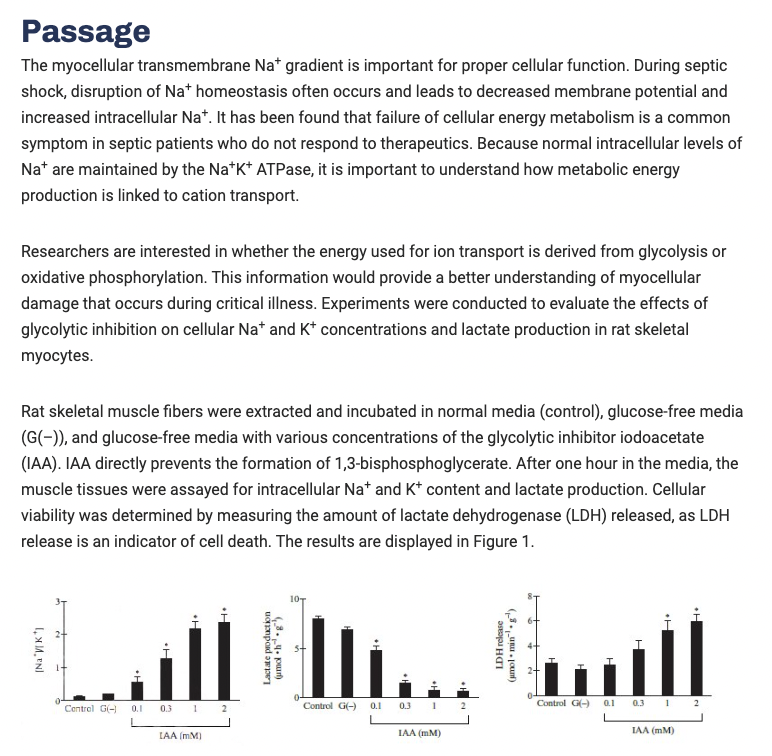 Passage
The myocellular transmembrane Na⁺ gradient is important for proper cellular function. During septic
shock, disruption of Na⁺ homeostasis often occurs and leads to decreased membrane potential and
increased intracellular Na⁺. It has been found that failure of cellular energy metabolism is a common
symptom in septic patients who do not respond to therapeutics. Because normal intracellular levels of
Na⁺ are maintained by the Na⁺K⁺ ATPase, it is important to understand how metabolic energy
production is linked to cation transport.
Researchers are interested in whether the energy used for ion transport is derived from glycolysis or
oxidative phosphorylation. This information would provide a better understanding of myocellular
damage that occurs during critical illness. Experiments were conducted to evaluate the effects of
glycolytic inhibition on cellular Na⁺ and K⁺ concentrations and lactate production in rat skeletal
myocytes.
Rat skeletal muscle fibers were extracted and incubated in normal media (control), glucose-free media
(G(−)), and glucose-free media with various concentrations of the glycolytic inhibitor iodoacetate
(IAA). IAA directly prevents the formation of 1,3-bisphosphoglycerate. After one hour in the media, the
muscle tissues were assayed for intracellular Na⁺ and K⁺ content and lactate production. Cellular
viability was determined by measuring the amount of lactate dehydrogenase (LDH) released, as LDH
release is an indicator of cell death. The results are displayed in Figure 1.
[Na⁺]/[K⁺]
3
2
1
0
* * * *
Control G(−) 0.1 0.3 1 2
IAA (mM)
Lactate production
(μmol • h⁻¹ • g⁻¹)
10
5
0
* * * *
Control G(−) 0.1 0.3 1 2
IAA (mM)
LDH release
(μmol • min⁻¹ • g⁻¹)
8
6
4
2
0
* *
Control G(−) 0.1 0.3 1 2
IAA (mM)